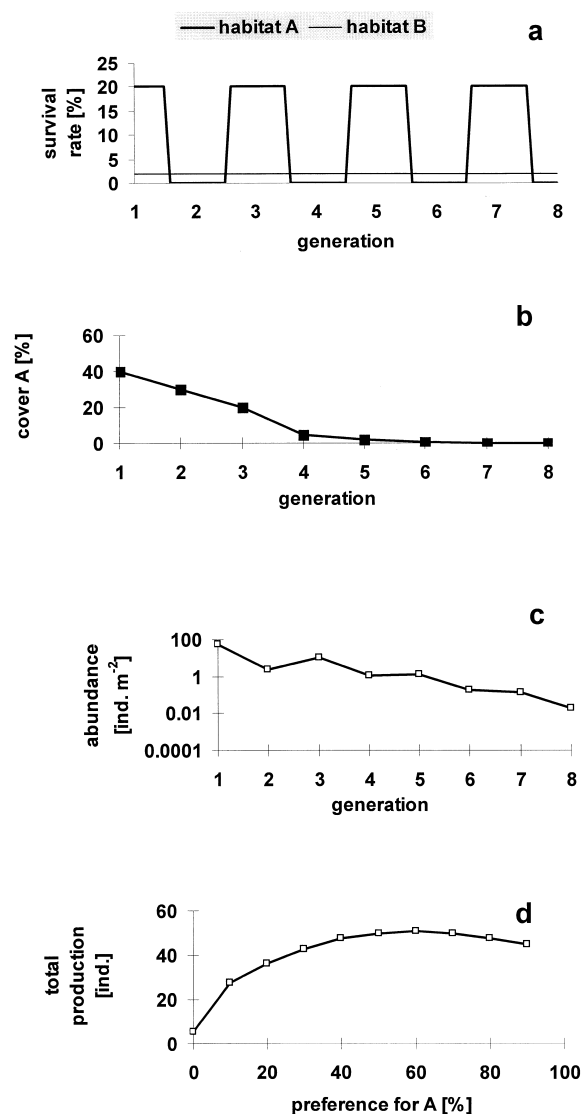 habitat A habitat B
a
survival
rate [%]
25
20
15
10
5
0
1 2 3 4 5 6 7 8
generation
b
cover A [%]
60
40
20
0
1 2 3 4 5 6 7 8
generation
c
abundance
[ind. m-2]
100
1
0.01
0.0001
1 2 3 4 5 6 7 8
generation
d
total
production
[ind.]
60
40
20
0
0 20 40 60 80 100
preference for A [%]